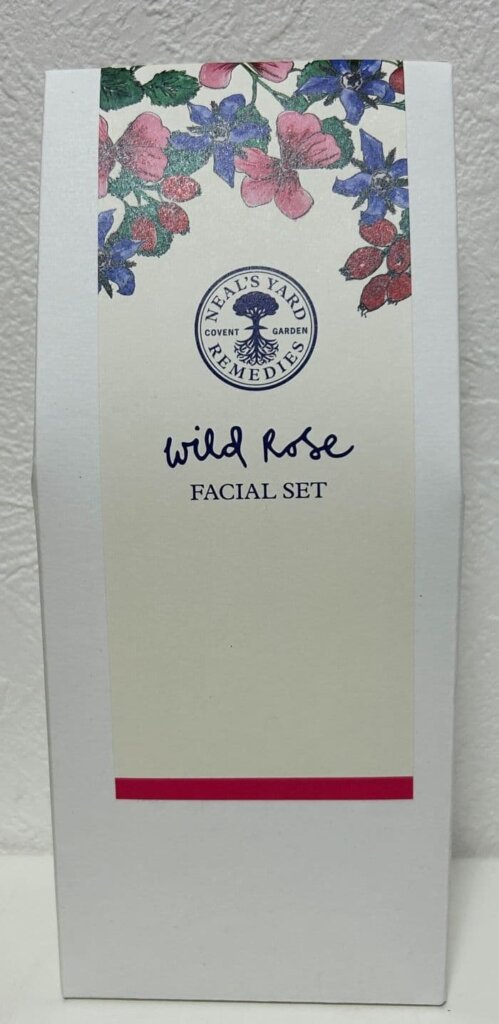 NEAL'S YARD
COVENT GARDEN
REMEDIES
wild Rose
FACIAL SET